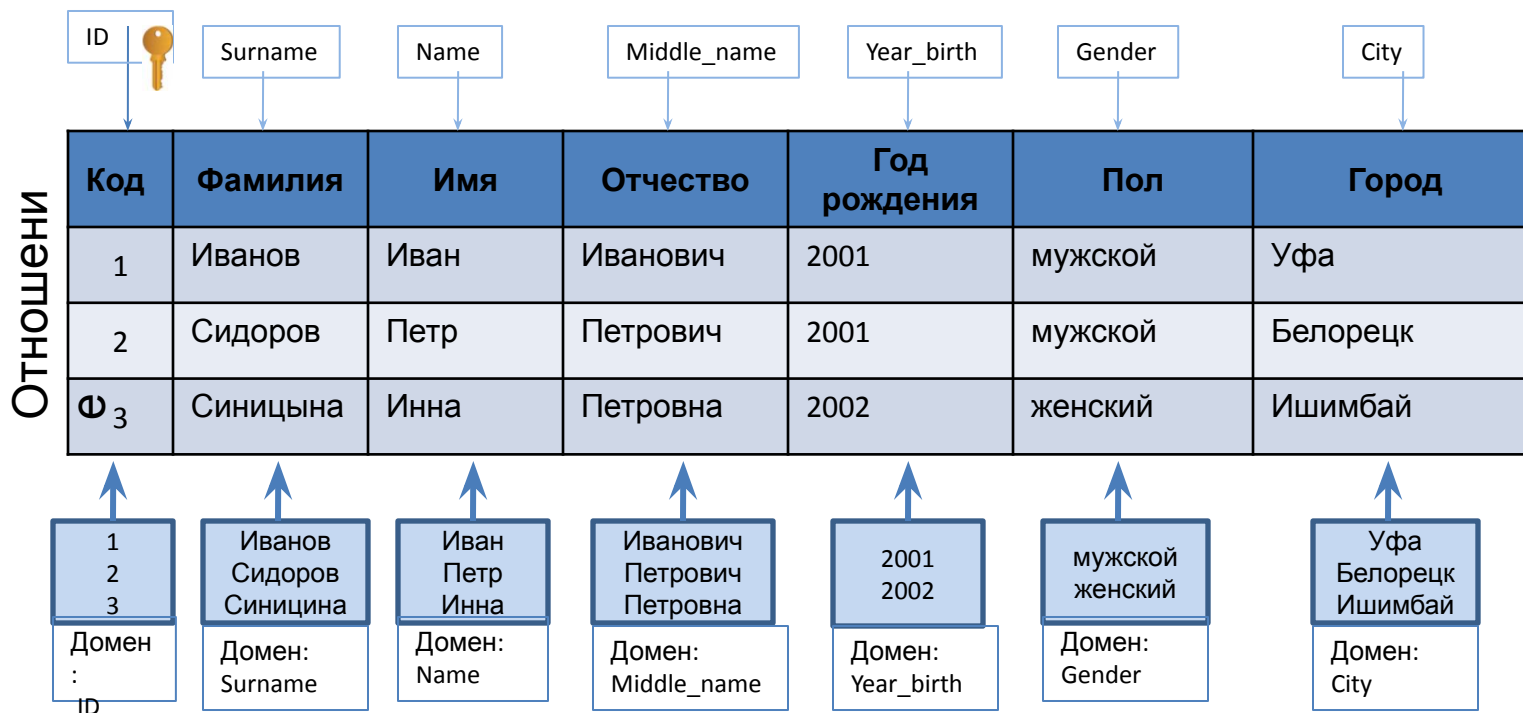 ID
Surname
Name
Middle_name
Year_birth
Gender
City
Отношени
е
Код
Фамилия
Имя
Отчество
Год
рождения
Пол
Город
1
Иванов
Иван
Иванович
2001
мужской
Уфа
2
Сидоров
Петр
Петрович
2001
мужской
Белорецк
3
Синицына
Инна
Петровна
2002
женский
Ишимбай
1
2
3
Домен
:
ID
Иванов
Сидоров
Синицина
Домен:
Surname
Иван
Петр
Инна
Домен:
Name
Иванович
Петрович
Петровна
Домен:
Middle_name
2001
2002
Домен:
Year_birth
мужской
женский
Домен:
Gender
Уфа
Белорецк
Ишимбай
Домен:
City